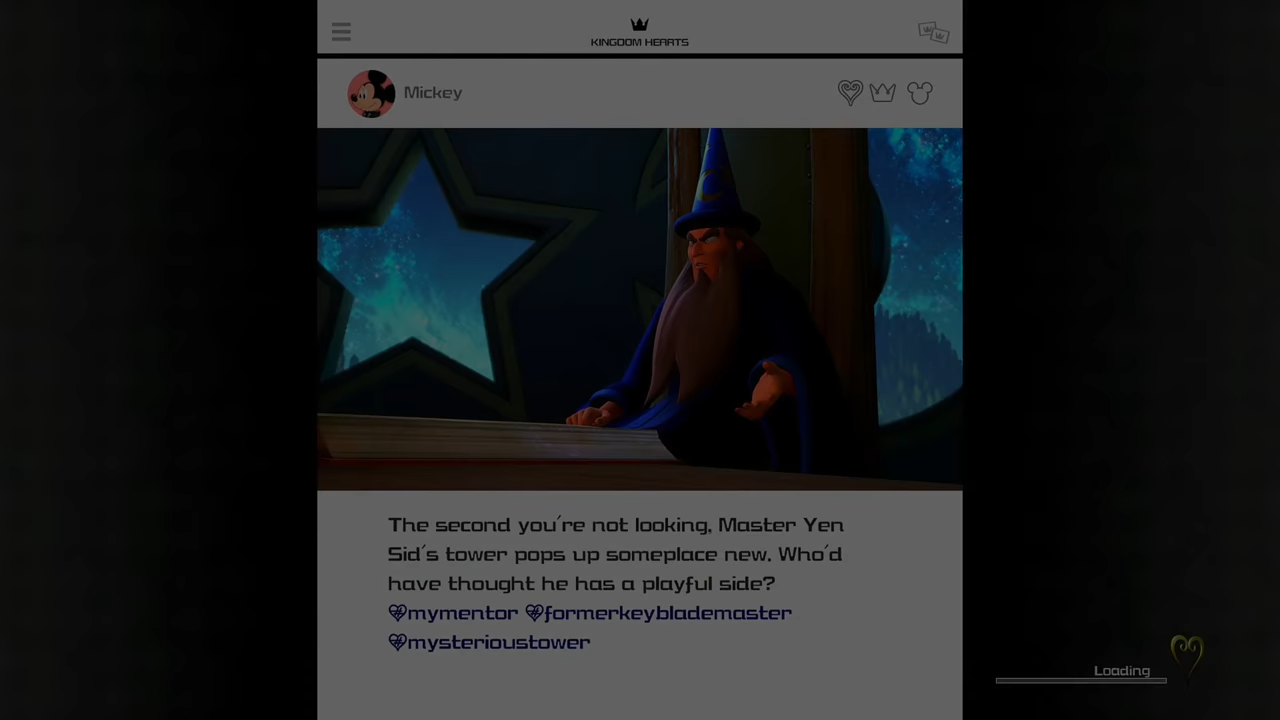 KINGDOM HEARTS
Mickey
The second you're not looking, Master Yen
Sid's tower pops up someplace new. Who'd
have thought he has a playful side?
#mymentor #formerkeyblademaster
#mysterioustower
Loading